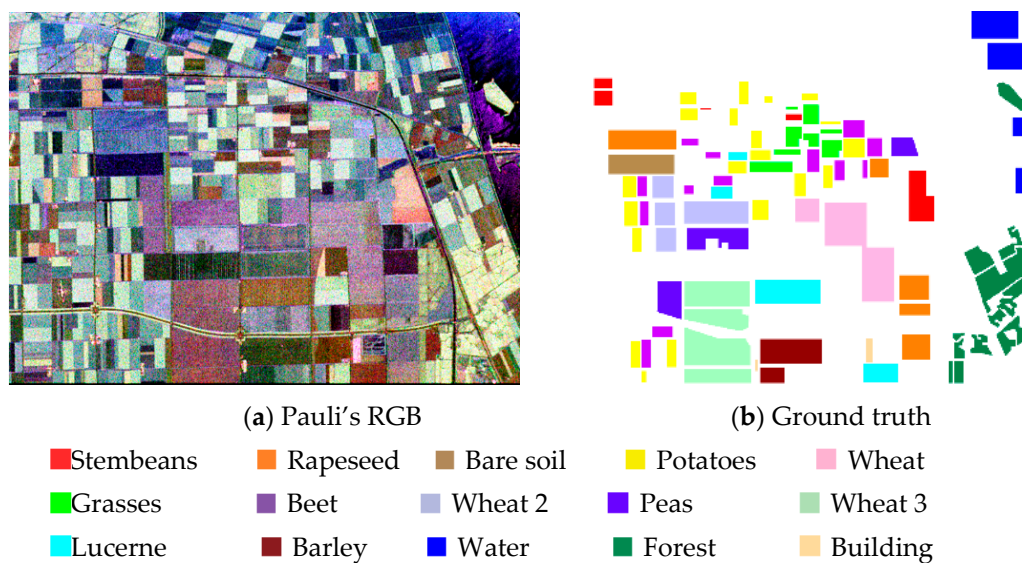 (a) Pauli's RGB (b) Ground truth
Stembeans Rapeseed Bare soil Potatoes Wheat
Grasses Beet Wheat 2 Peas Wheat 3
Lucerne Barley Water Forest Building